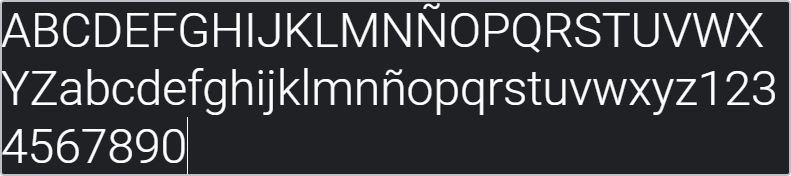 ABCDEFGHIJKLMNÑOPQRSTUVWX
YZabcdefghijklmnñopqrstuvwxyz123
4567890